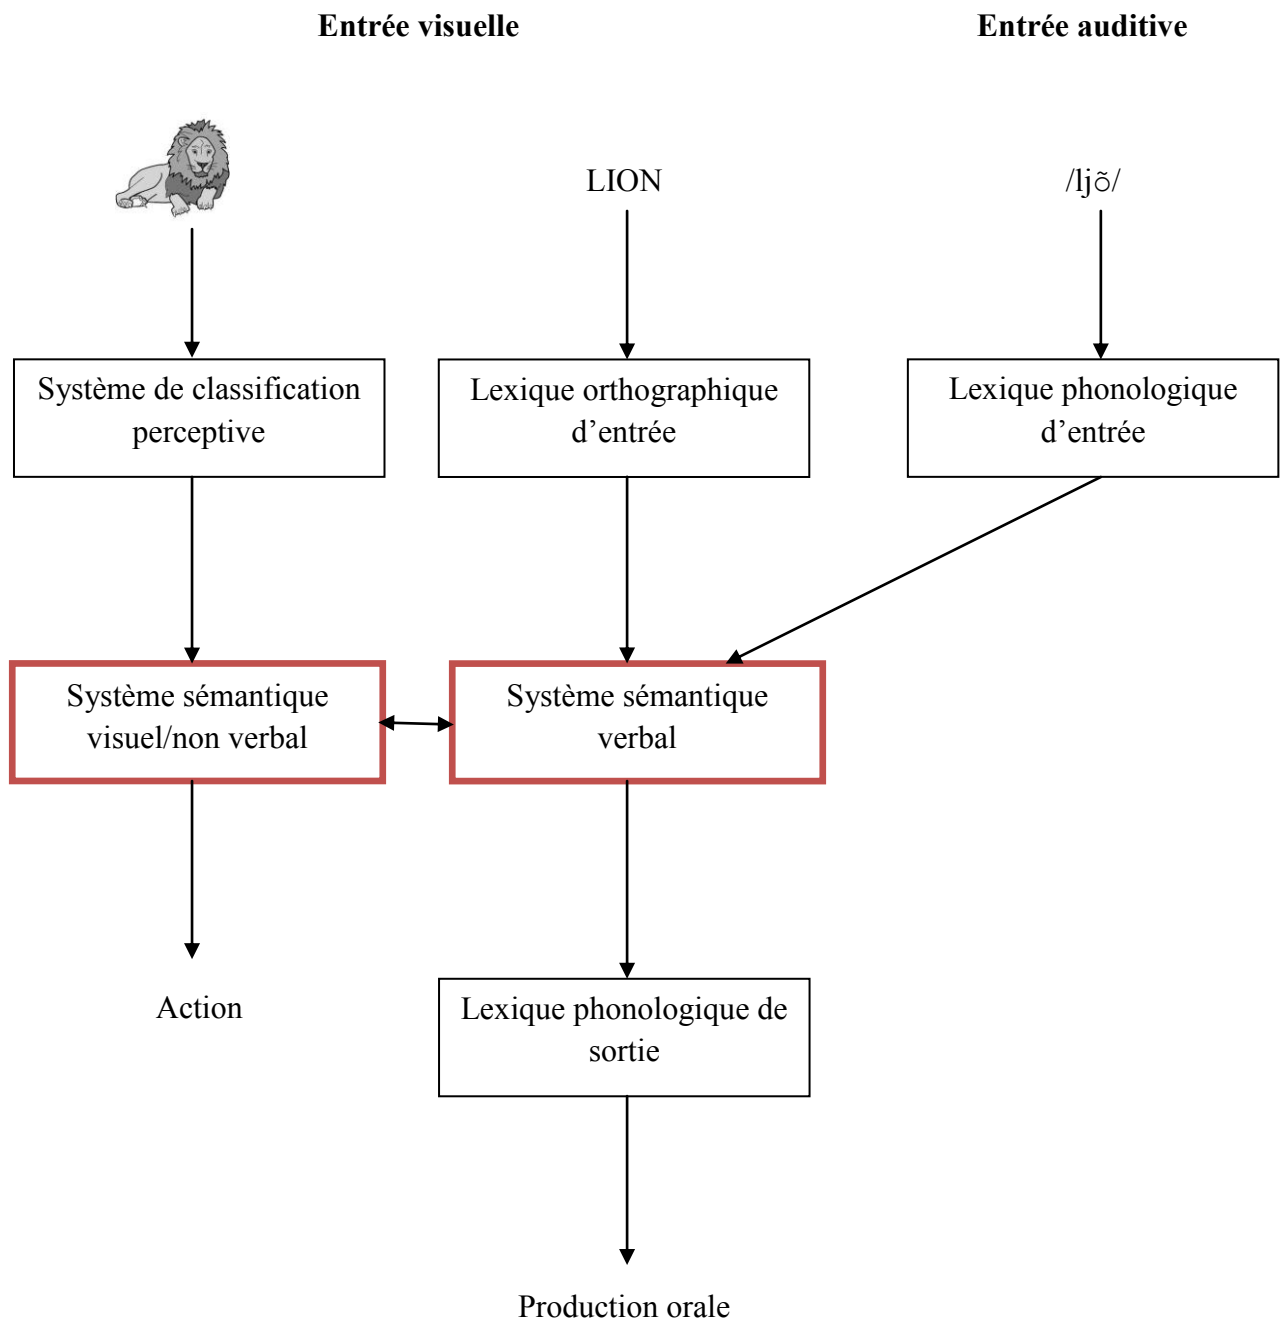 Entrée visuelle
Entrée auditive
LION
/ljõ/
Système de classification
perceptive
Lexique orthographique
d’entrée
Lexique phonologique
d’entrée
Système sémantique
visuel/non verbal
Système sémantique
verbal
Action
Lexique phonologique de
sortie
Production orale